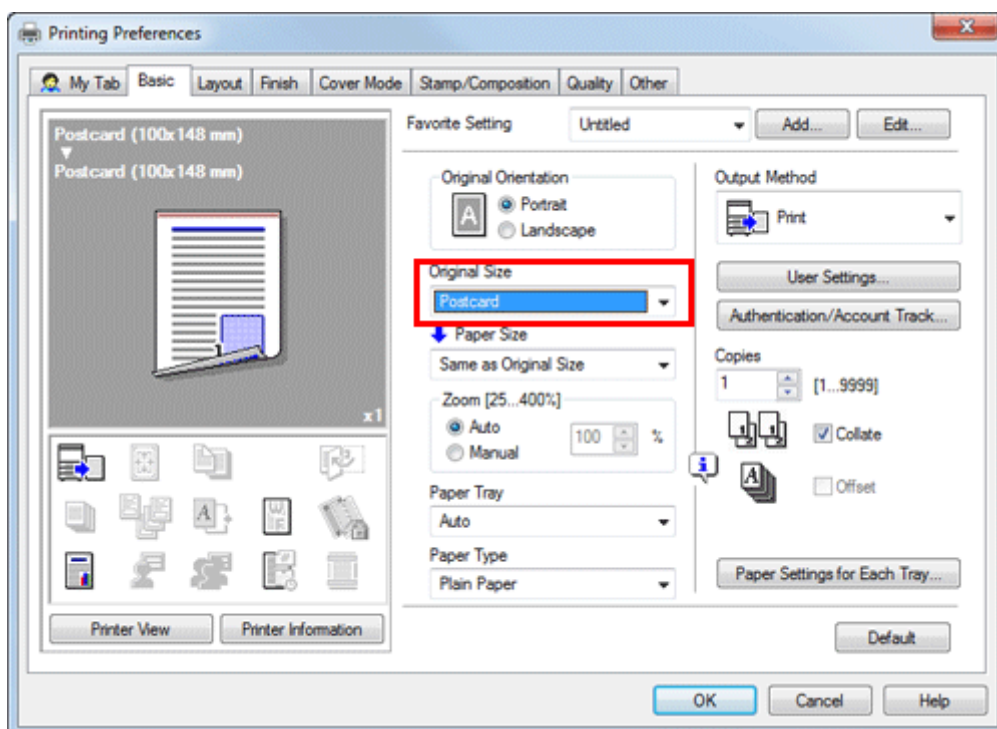 Printing Preferences
My Tab Basic Layout Finish Cover Mode Stamp/Composition Quality Other
Postcard (100x148 mm)
Postcard (100x148 mm)
1
x1
Printer View Printer Information
Favorite Setting Untitled Add... Edit...
Original Orientation
A
Portrait
Landscape
Original Size
Postcard
Paper Size
Same as Original Size
Zoom [25...400%]
Auto
Manual
100 %
Paper Tray
Auto
Paper Type
Plain Paper
Output Method
Print
User Settings...
Authentication/Account Track...
Copies
1 [1...9999]
Collate
Offset
Paper Settings for Each Tray...
Default
OK Cancel Help